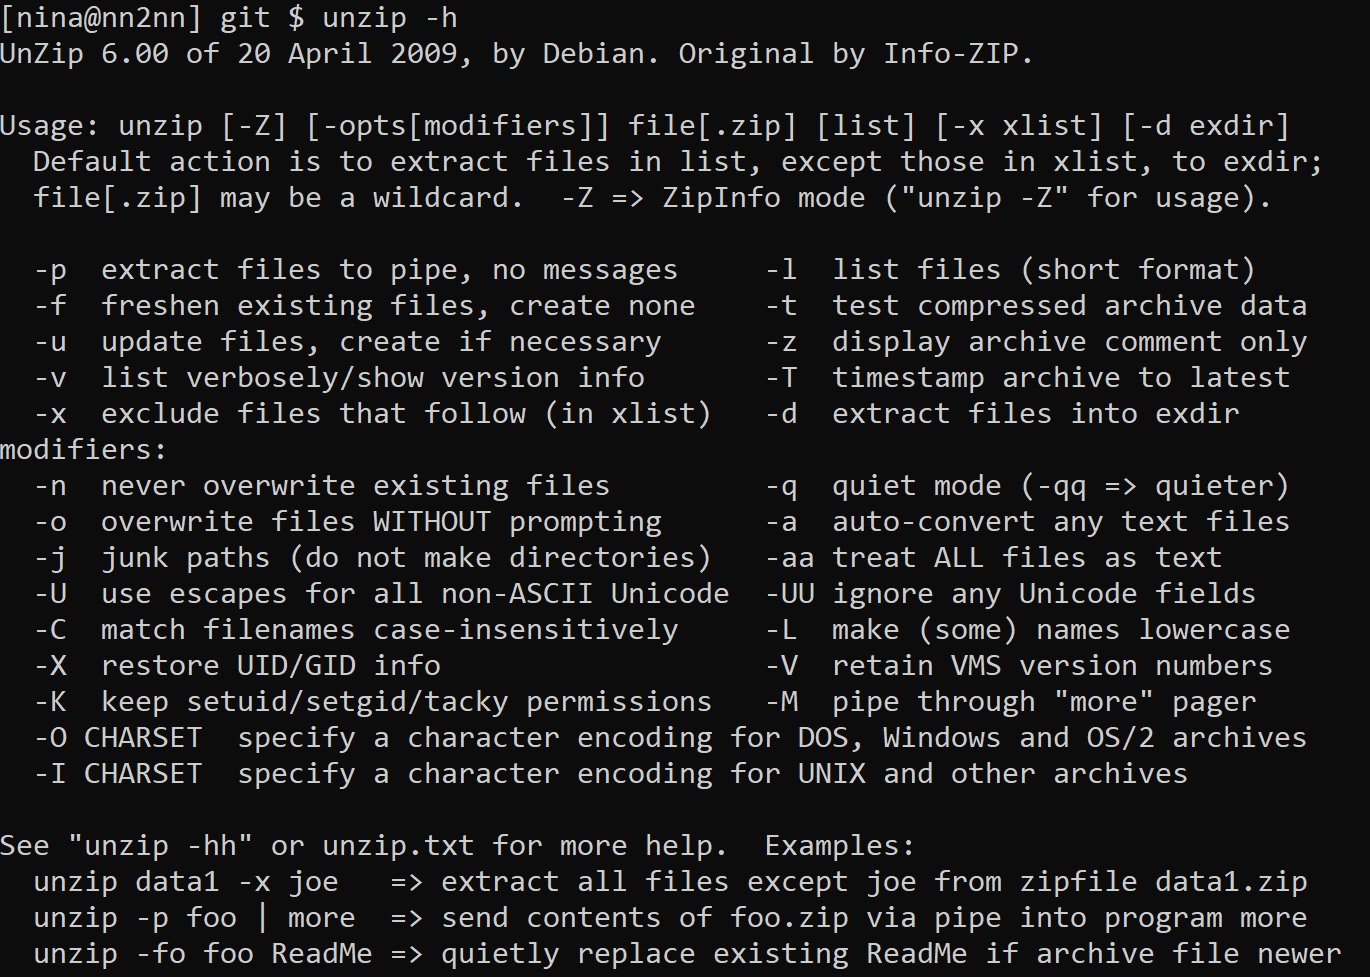 [nina@nn2nn] git $ unzip -h
UnZip 6.00 of 20 April 2009, by Debian. Original by Info-ZIP.

Usage: unzip [-Z] [-opts[modifiers]] file[.zip] [list] [-x xlist] [-d exdir]
  Default action is to extract files in list, except those in xlist, to exdir;
  file[.zip] may be a wildcard.  -Z => ZipInfo mode ("unzip -Z" for usage).

  -p  extract files to pipe, no messages     -l  list files (short format)
  -f  freshen existing files, create none    -t  test compressed archive data
  -u  update files, create if necessary      -z  display archive comment only
  -v  list verbosely/show version info       -T  timestamp archive to latest
  -x  exclude files that follow (in xlist)   -d  extract files into exdir
modifiers:
  -n  never overwrite existing files         -q  quiet mode (-qq => quieter)
  -o  overwrite files WITHOUT prompting      -a  auto-convert any text files
  -j  junk paths (do not make directories)   -aa treat ALL files as text
  -U  use escapes for all non-ASCII Unicode  -UU ignore any Unicode fields
  -C  match filenames case-insensitively     -L  make (some) names lowercase
  -X  restore UID/GID info                   -V  retain VMS version numbers
  -K  keep setuid/setgid/tacky permissions   -M  pipe through "more" pager
  -O CHARSET  specify a character encoding for DOS, Windows and OS/2 archives
  -I CHARSET  specify a character encoding for UNIX and other archives

See "unzip -hh" or unzip.txt for more help.  Examples:
  unzip data1 -x joe   => extract all files except joe from zipfile data1.zip
  unzip -p foo | more  => send contents of foo.zip via pipe into program more
  unzip -fo foo ReadMe => quietly replace existing ReadMe if archive file newer